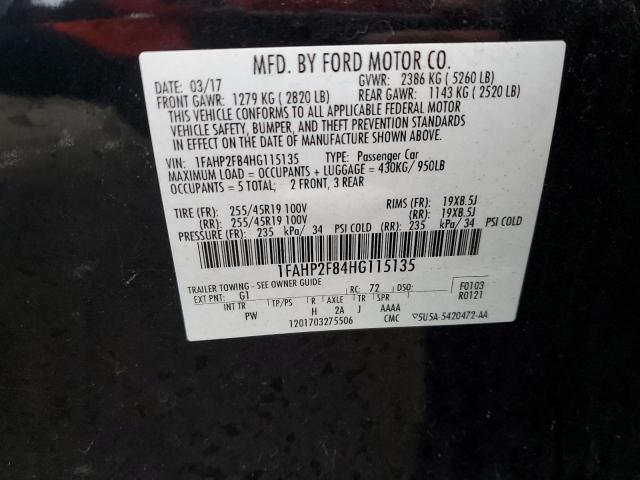 MFD. BY FORD MOTOR CO.
DATE: 03/17 GVWR: 2386 KG ( 5260 LB)
FRONT GAWR: 1279 KG ( 2820 LB) REAR GAWR: 1143 KG ( 2520 LB)
THIS VEHICLE CONFORMS TO ALL APPLICABLE FEDERAL MOTOR
VEHICLE SAFETY, BUMPER, AND THEFT PREVENTION STANDARDS
IN EFFECT ON THE DATE OF MANUFACTURE SHOWN ABOVE.
VIN: 1FAHP2F84HG115135 TYPE: Passenger Car
MAXIMUM LOAD = OCCUPANTS + LUGGAGE = 430KG/ 950LB
OCCUPANTS = 5 TOTAL; 2 FRONT, 3 REAR
TIRE (FR): 255/45R19 100V RIMS (FR): 19X8.5J
(RR): 255/45R19 100V (RR): 19X8.5J
PRESSURE (FR): 235 kPa/ 34 PSI COLD (RR): 235 kPa/ 34 PSI COLD
1FAHP2F84HG115135
TRAILER TOWING - SEE OWNER GUIDE
EXT PNT: G1 RC: 72 DSO: F0103
INT TR TP/PS R AXLE TR SPR R0121
PW H 2A J AAAA
1201703275506 CMC 5U5A-5420472-AA